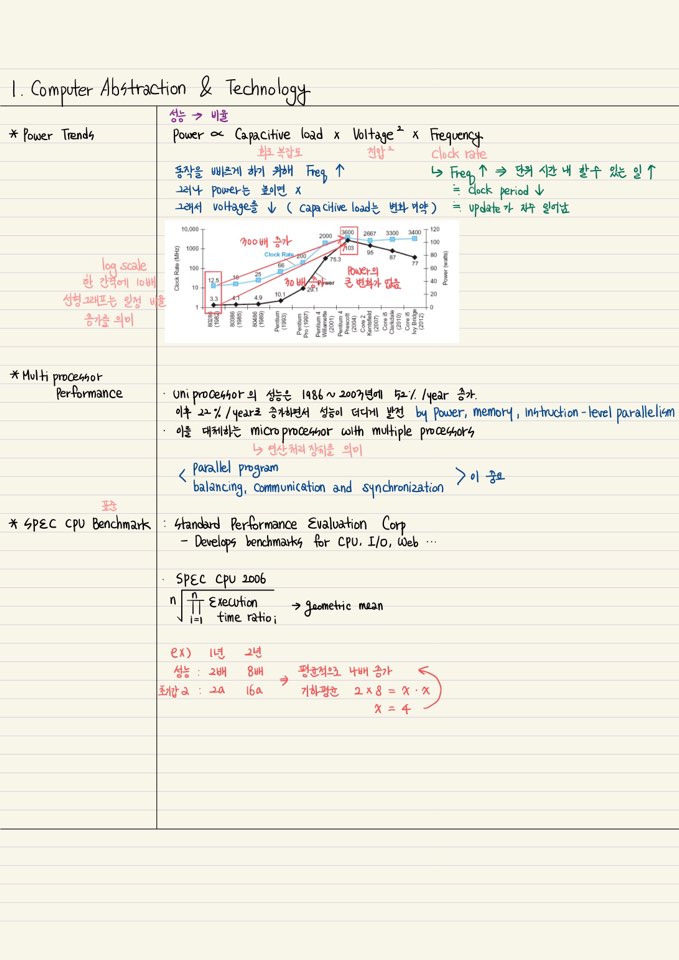 1. Computer Abstraction & Technology
성능 → 비율
* Power Trends
Power ∝ Capacitive load × Voltage² × Frequency
회로 복잡도 전압² Clock rate
동작을 빠르게 하기 위해 Freq ↑
↳ Freq ↑ ⇒ 단위 시간 내 할 수 있는 일 ↑
그러나 power는 높이면 x
= clock period ↓
그래서 voltage를 ↓ ( capacitive load는 변화 미약)
= update가 자주 일어남
log scale
한 간격에 10배
선형그래프는 일정 비율
증가를 의미
Clock Rate (MHz)
10,000
1000
100
10
1
12.5 16 25 66 200 2000 3600 2667 3300 3400
3.3 4.1 4.9 10.1 29.1 75.3 103 95 87 77
Clock Rate
Power
300배 증가
30배 증가
Power의
큰 변화가 없음
120
100
80
60
40
20
0
Power (watts)
80286 (1982)
80386 (1985)
80486 (1989)
Pentium (1993)
Pentium Pro (1997)
Pentium 4 Willamette (2001)
Pentium 4 Prescott (2004)
Core 2 Kentsfield (2007)
Core i5 Clarkdale (2010)
Core i5 Ivy Bridge (2012)
* Multi processor
Performance
· uni processor의 성능은 1986 ~ 2003년에 52% /year 증가.
이후 22% /year로 증가하면서 성능이 더디게 발전 by power, memory, instruction-level parallelism
· 이를 대체하는 microprocessor with multiple processors
↳ 연산처리 장치를 의미
< parallel program
balancing, communication and synchronization > 이 중요
표준
* SPEC CPU Benchmark : Standard Performance Evaluation Corp
– Develops benchmarks for CPU, I/O, Web ···
· SPEC CPU 2006
n√ n∏i=1 Execution time ratio i → geometric mean
ex) 1년 2년
성능 : 2배 8배 → 평균적으로 4배 증가
초기값 a : 2a 16a 기하평균 2 × 8 = x · x
x = 4